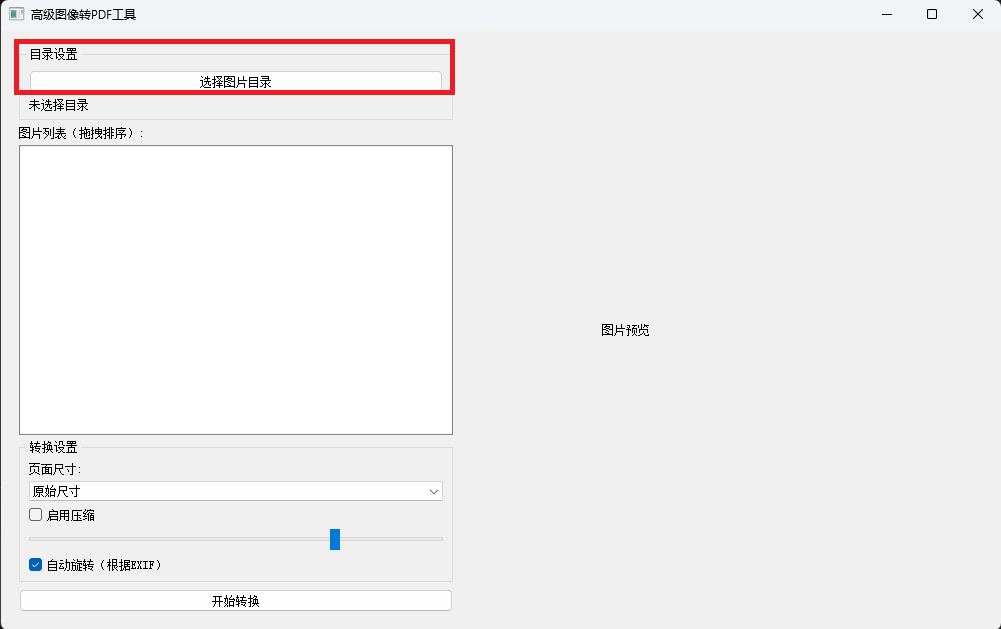 高级图像转PDF工具
目录设置
选择图片目录
未选择目录
图片列表（拖拽排序）:
图片预览
转换设置
页面尺寸:
原始尺寸
启用压缩
自动旋转（根据EXIF）
开始转换